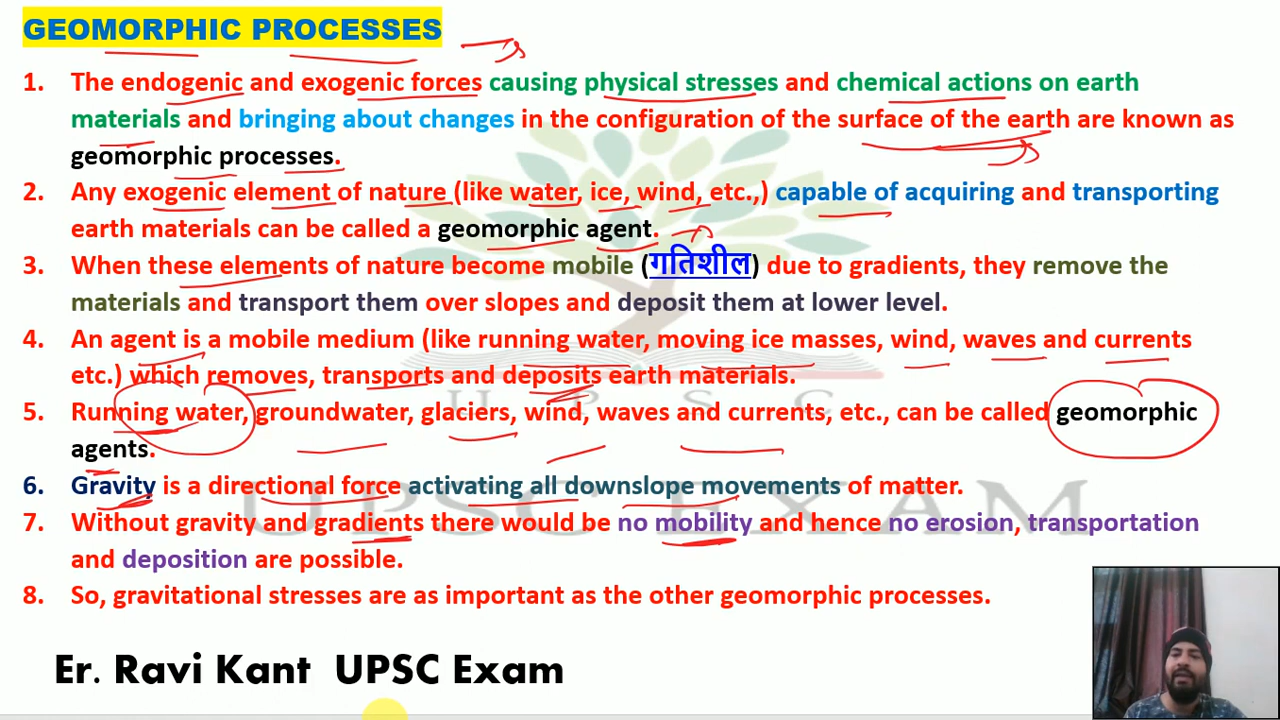 GEOMORPHIC PROCESSES
1. The endogenic and exogenic forces causing physical stresses and chemical actions on earth
materials and bringing about changes in the configuration of the surface of the earth are known as
geomorphic processes.
2. Any exogenic element of nature (like water, ice, wind, etc.,) capable of acquiring and transporting
earth materials can be called a geomorphic agent.
3. When these elements of nature become mobile (गतिशील) due to gradients, they remove the
materials and transport them over slopes and deposit them at lower level.
4. An agent is a mobile medium (like running water, moving ice masses, wind, waves and currents
etc.) which removes, transports and deposits earth materials.
U P S C
5. Running water, groundwater, glaciers, wind, waves and currents, etc., can be called geomorphic
agents.
6. Gravity is a directional force activating all downslope movements of matter.
UPSC EXAM
7. Without gravity and gradients there would be no mobility and hence no erosion, transportation
and deposition are possible.
8. So, gravitational stresses are as important as the other geomorphic processes.
Er. Ravi Kant UPSC Exam